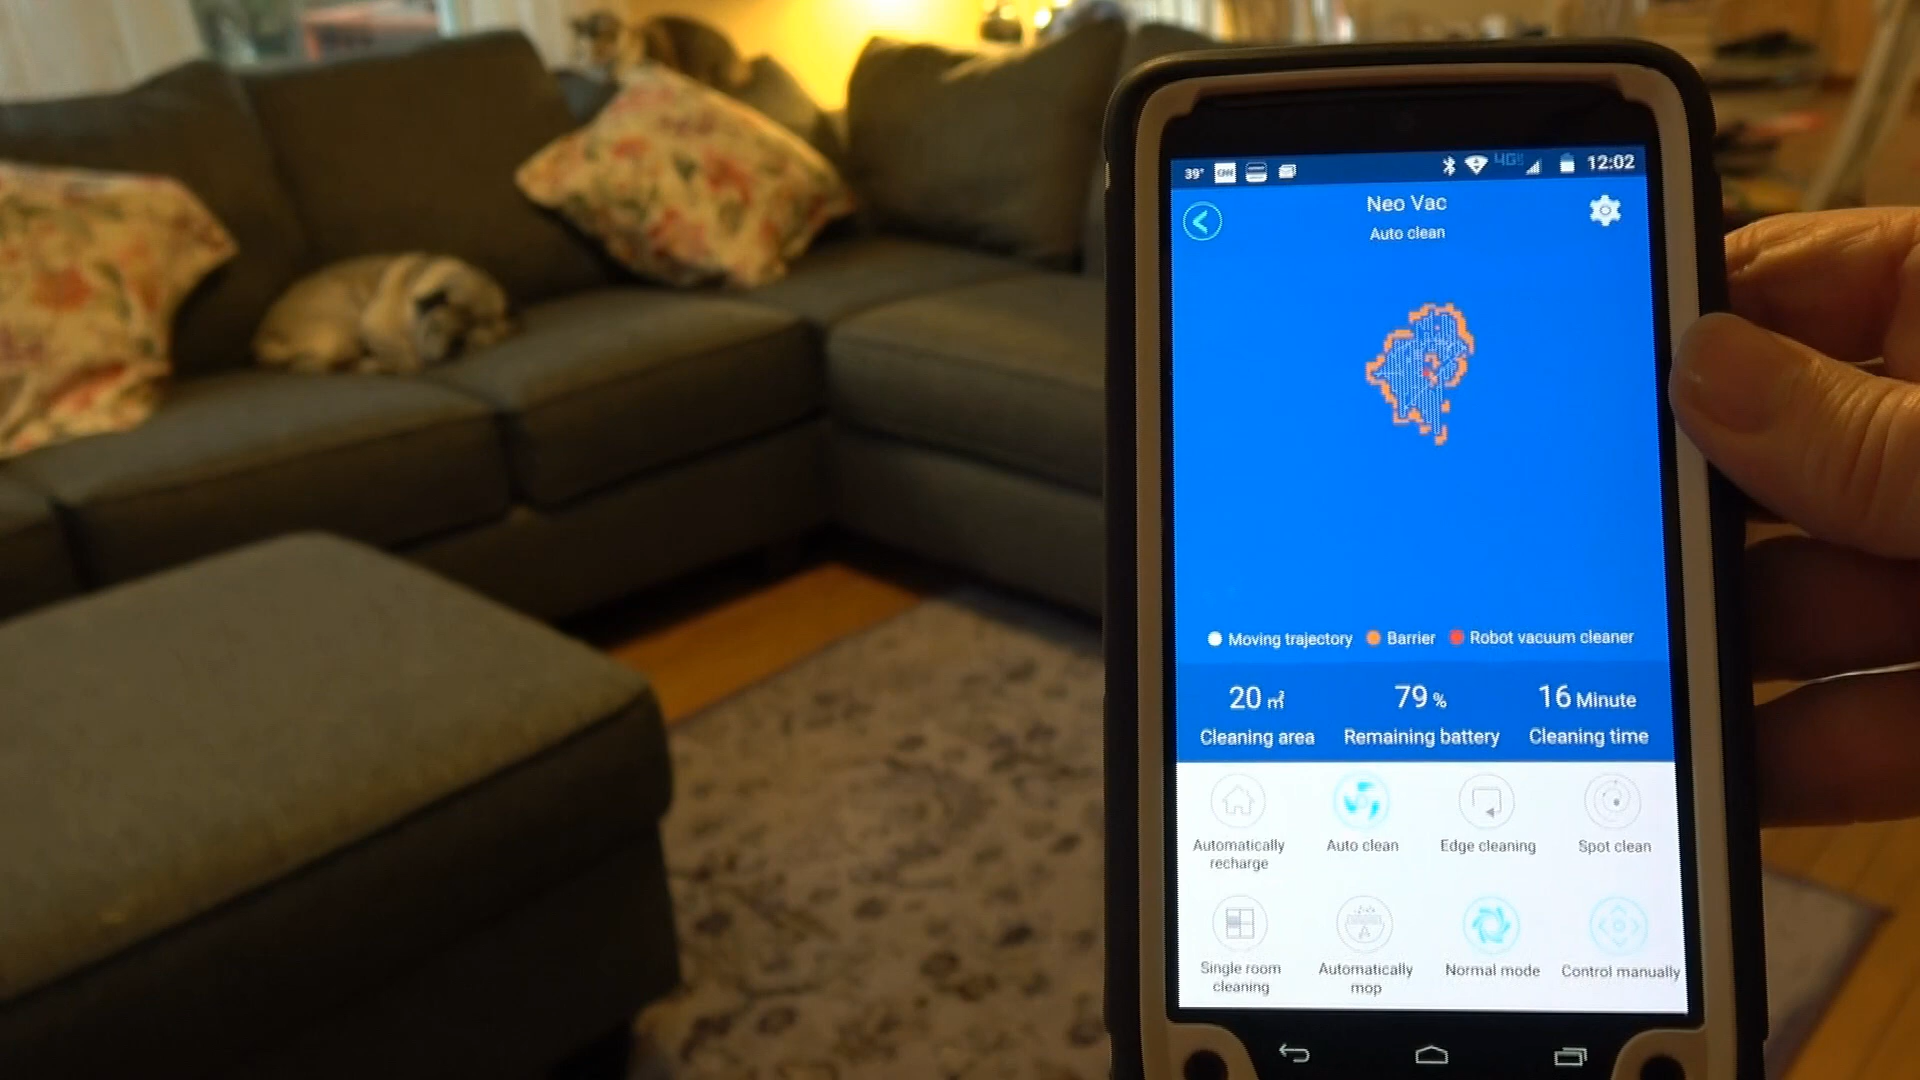 39° CNN 4G 12:02
Neo Vac
Auto clean
Moving trajectory Barrier Robot vacuum cleaner
20 ㎡ 79 % 16 Minute
Cleaning area Remaining battery Cleaning time
Automatically recharge
Auto clean
Edge cleaning
Spot clean
Single room cleaning
Automatically mop
Normal mode
Control manually